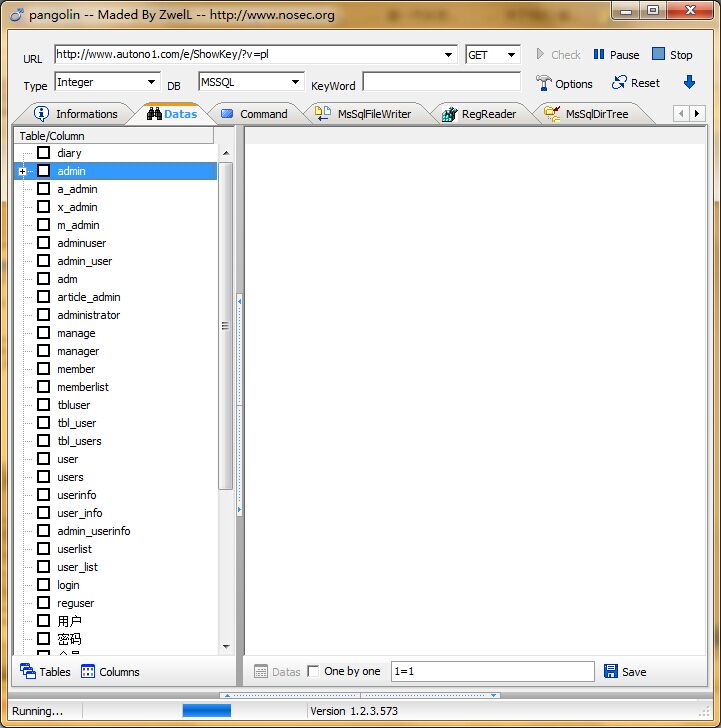 pangolin -- Maded By ZwelL -- http://www.nosec.org
URL http://www.autono1.com/e/ShowKey/?v=pl GET Check Pause Stop
Type Integer DB MSSQL KeyWord Options Reset
Informations Datas Command MsSqlFileWriter RegReader MsSqlDirTree
Table/Column
diary
admin
a_admin
x_admin
m_admin
adminuser
admin_user
adm
article_admin
administrator
manage
manager
member
memberlist
tbluser
tbl_user
tbl_users
user
users
userinfo
user_info
admin_userinfo
userlist
user_list
login
reguser
用户
密码
Tables Columns Datas One by one 1=1 Save
Running... Version 1.2.3.573